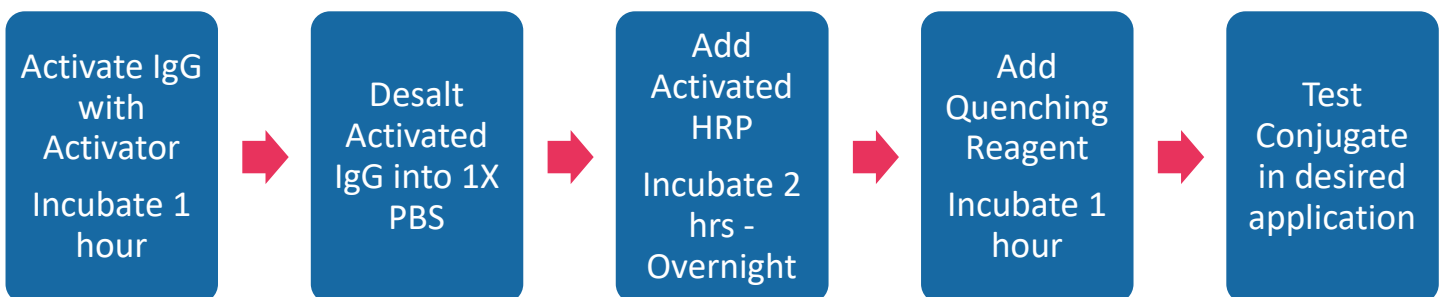 Activate IgG
with
Activator
Incubate 1
hour
Desalt
Activated
IgG into 1X
PBS
Add
Activated
HRP
Incubate 2
hrs -
Overnight
Add
Quenching
Reagent
Incubate 1
hour
Test
Conjugate
in desired
application